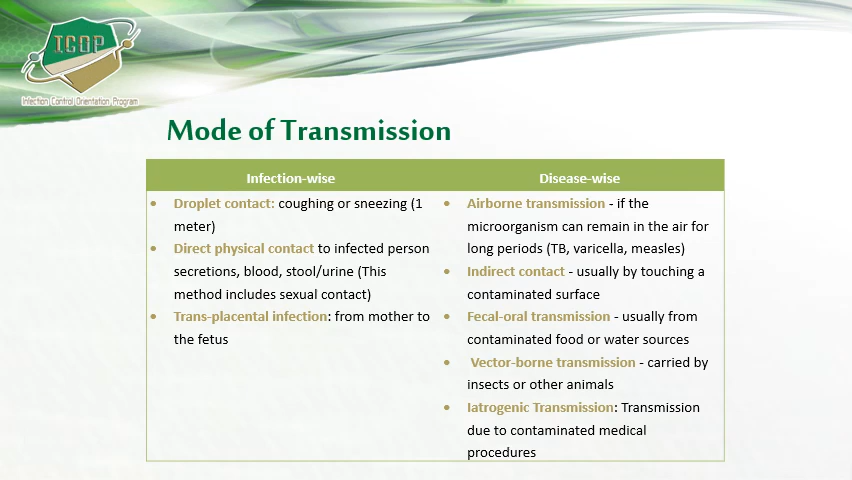 I.C.O.P
Infection Control Orientation Program
Mode of Transmission
Infection-wise
Droplet contact: coughing or sneezing (1
meter)
Direct physical contact to infected person
secretions, blood, stool/urine (This
method includes sexual contact)
Trans-placental infection: from mother to
the fetus
Disease-wise
Airborne transmission - if the
microorganism can remain in the air for
long periods (TB, varicella, measles)
Indirect contact - usually by touching a
contaminated surface
Fecal-oral transmission - usually from
contaminated food or water sources
Vector-borne transmission - carried by
insects or other animals
Iatrogenic Transmission: Transmission
due to contaminated medical
procedures